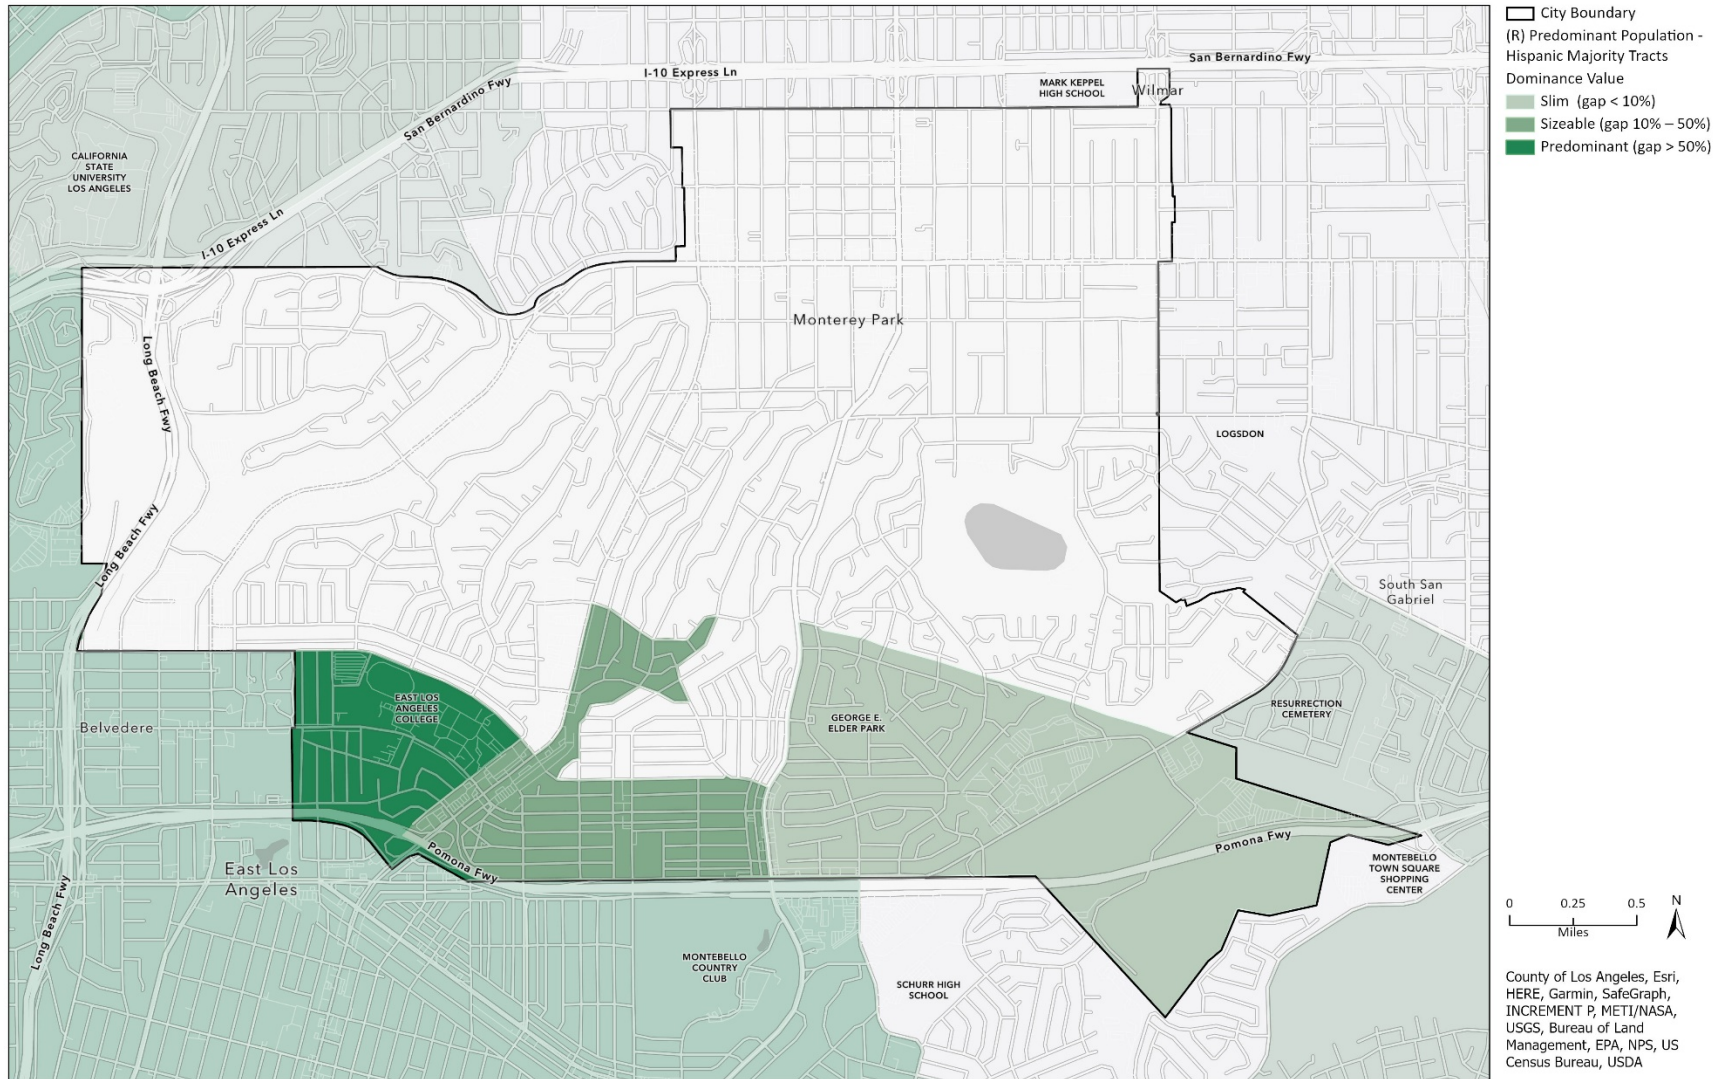 City Boundary
(R) Predominant Population -
Hispanic Majority Tracts
Dominance Value
Slim (gap < 10%)
Sizeable (gap 10% – 50%)
Predominant (gap > 50%)
San Bernardino Fwy
I-10 Express Ln
MARK KEPPEL
HIGH SCHOOL
Wilmar
San Bernardino Fwy
CALIFORNIA
STATE
UNIVERSITY
LOS ANGELES
I-10 Express Ln
Monterey Park
Long Beach Fwy
LOGSDON
Long Beach Fwy
South San
Gabriel
EAST LOS
ANGELES
COLLEGE
RESURRECTION
CEMETERY
GEORGE E.
ELDER PARK
Belvedere
Pomona Fwy
Pomona Fwy
East Los
Angeles
MONTEBELLO
TOWN SQUARE
SHOPPING
CENTER
Long Beach Fwy
MONTEBELLO
COUNTRY
CLUB
SCHURR HIGH
SCHOOL
0 0.25 0.5
Miles
N
County of Los Angeles, Esri,
HERE, Garmin, SafeGraph,
INCREMENT P, METI/NASA,
USGS, Bureau of Land
Management, EPA, NPS, US
Census Bureau, USDA